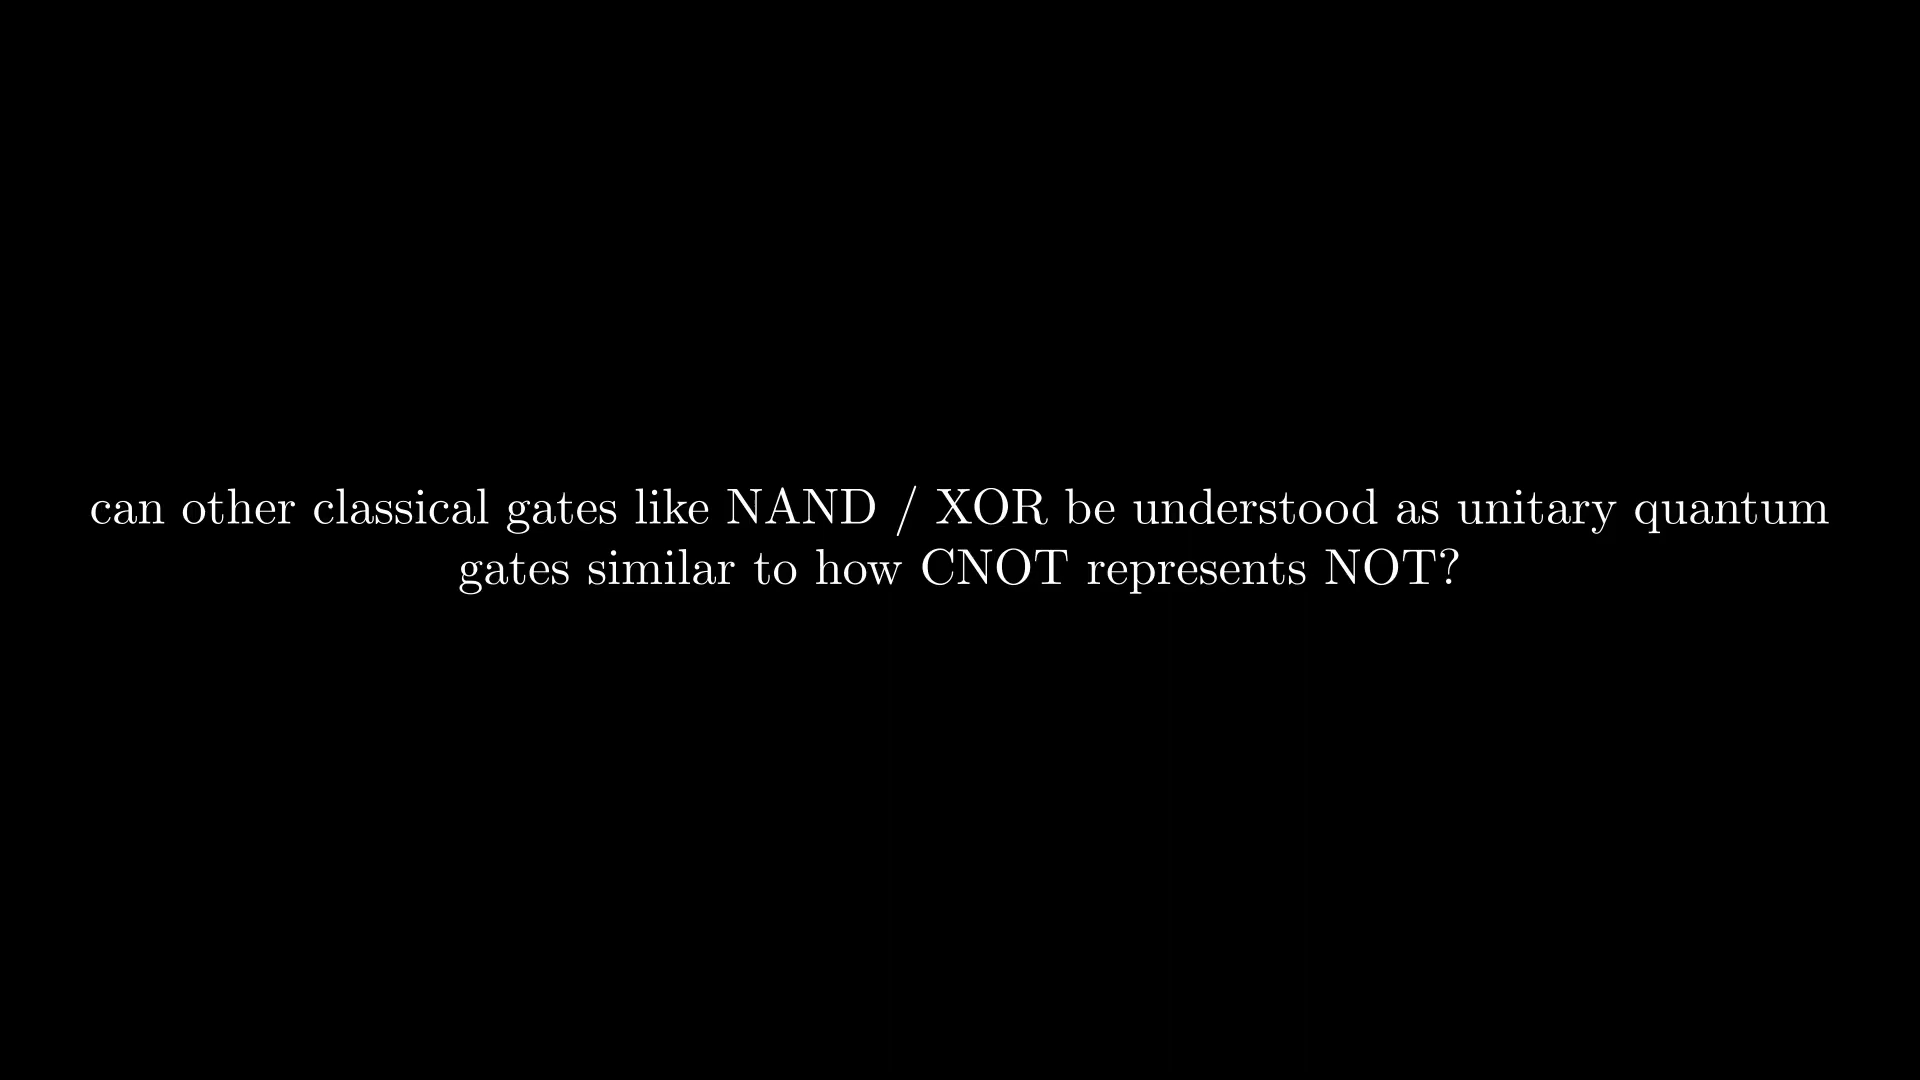 can other classical gates like NAND / XOR be understood as unitary quantum
gates similar to how CNOT represents NOT?